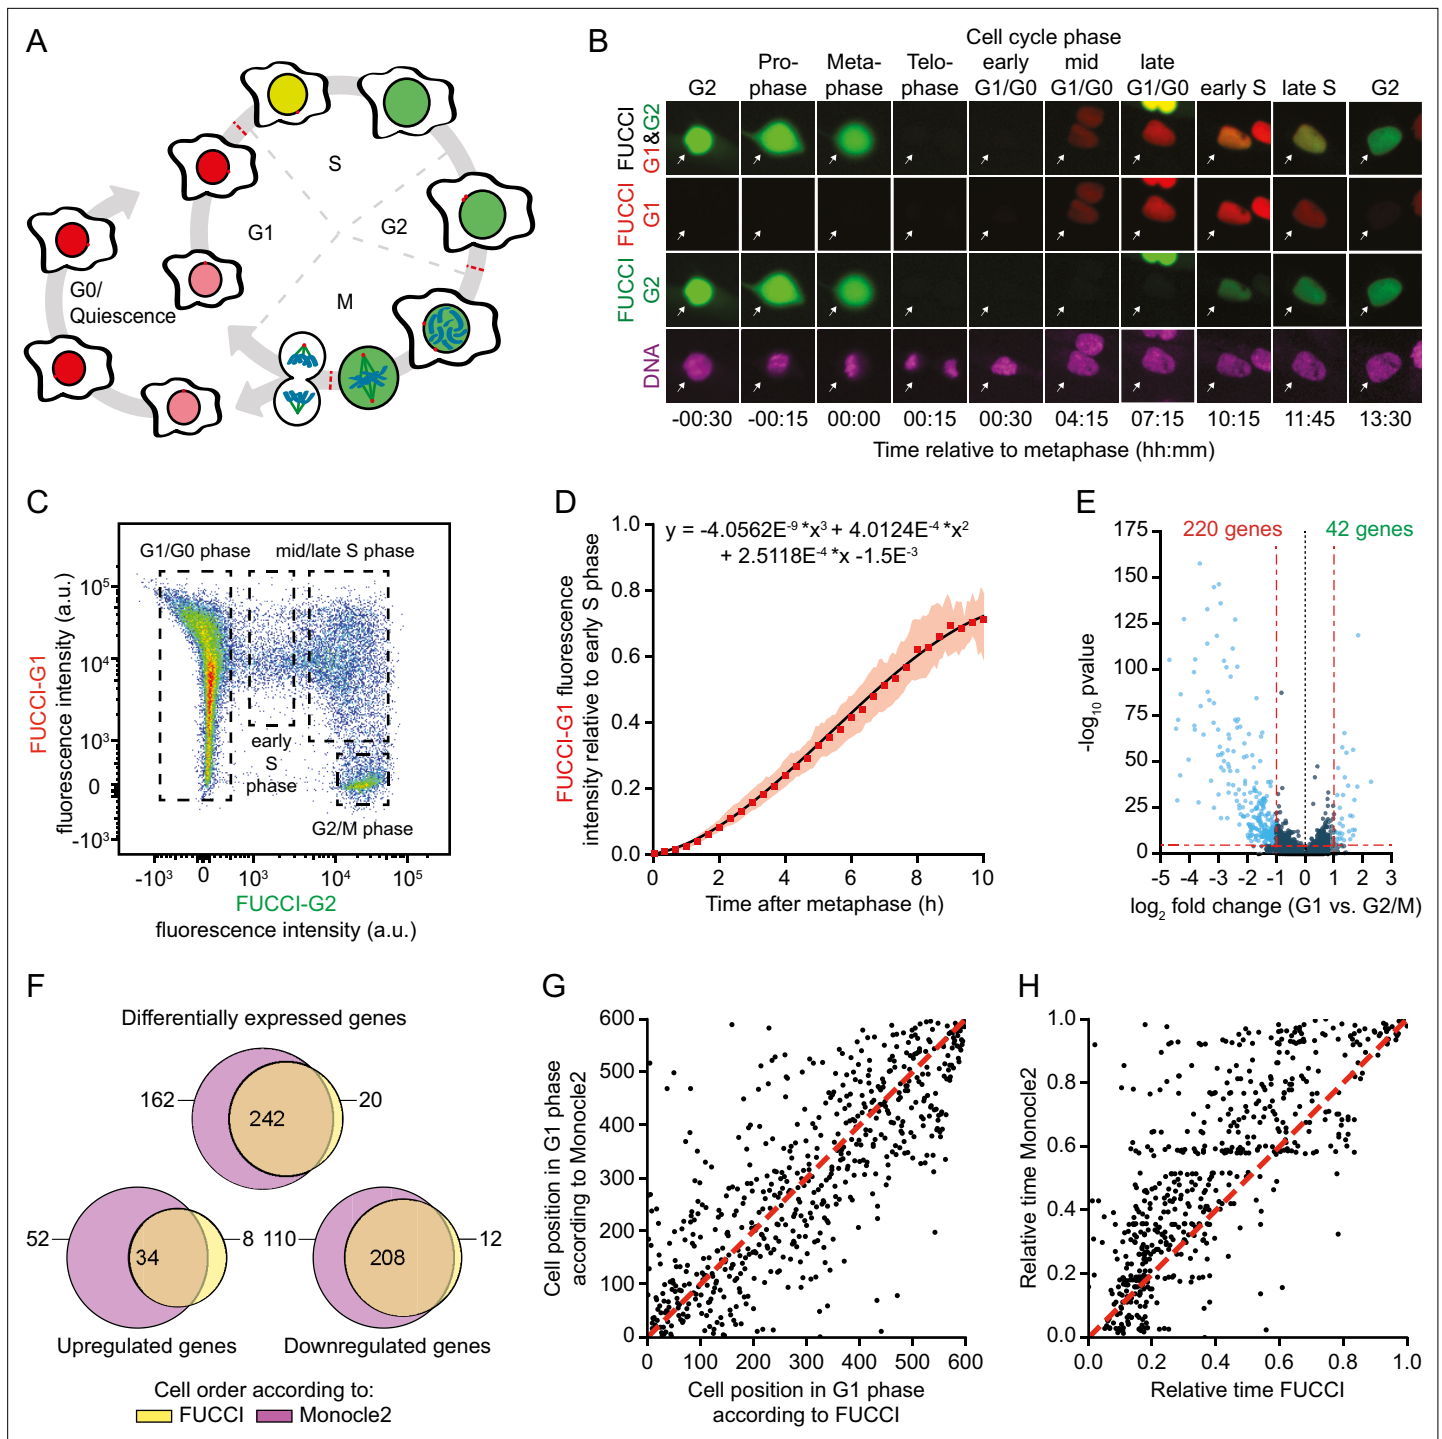 A
S
G1
G2
M
G0/
Quiescence
B
Cell cycle phase
G2
Pro-
phase
Meta-
phase
Telo-
phase
early
G1/G0
mid
G1/G0
late
G1/G0
early S
late S
G2
FUCCI
G1&G2
FUCCI
G1
FUCCI
G2
DNA
-00:30
-00:15
00:00
00:15
00:30
04:15
07:15
10:15
11:45
13:30
Time relative to metaphase (hh:mm)
C
FUCCI-G1
fluorescence intensity (a.u.)
10⁵
10⁴
10³
0
-10³
G1/G0 phase
mid/late S phase
early
S
phase
G2/M phase
-10³
0
10³
10⁴
10⁵
FUCCI-G2
fluorescence intensity (a.u.)
D
FUCCI-G1 fluorescence
intensity relative to early S phase
y = -4.0562E⁻⁹ *x³ + 4.0124E⁻⁴ *x²
+ 2.5118E⁻⁴ *x -1.5E⁻³
1.0
0.8
0.6
0.4
0.2
0.0
0
2
4
6
8
10
Time after metaphase (h)
E
220 genes
42 genes
-log₁₀ pvalue
175
150
125
100
75
50
25
0
-5
-4
-3
-2
-1
0
1
2
3
log₂ fold change (G1 vs. G2/M)
F
Differentially expressed genes
162
242
20
52
34
8
110
208
12
Upregulated genes
Downregulated genes
Cell order according to:
FUCCI
Monocle2
G
Cell position in G1 phase
according to Monocle2
600
500
400
300
200
100
0
0
100
200
300
400
500
600
Cell position in G1 phase
according to FUCCI
H
Relative time Monocle2
1.0
0.8
0.6
0.4
0.2
0.0
0.0
0.2
0.4
0.6
0.8
1.0
Relative time FUCCI